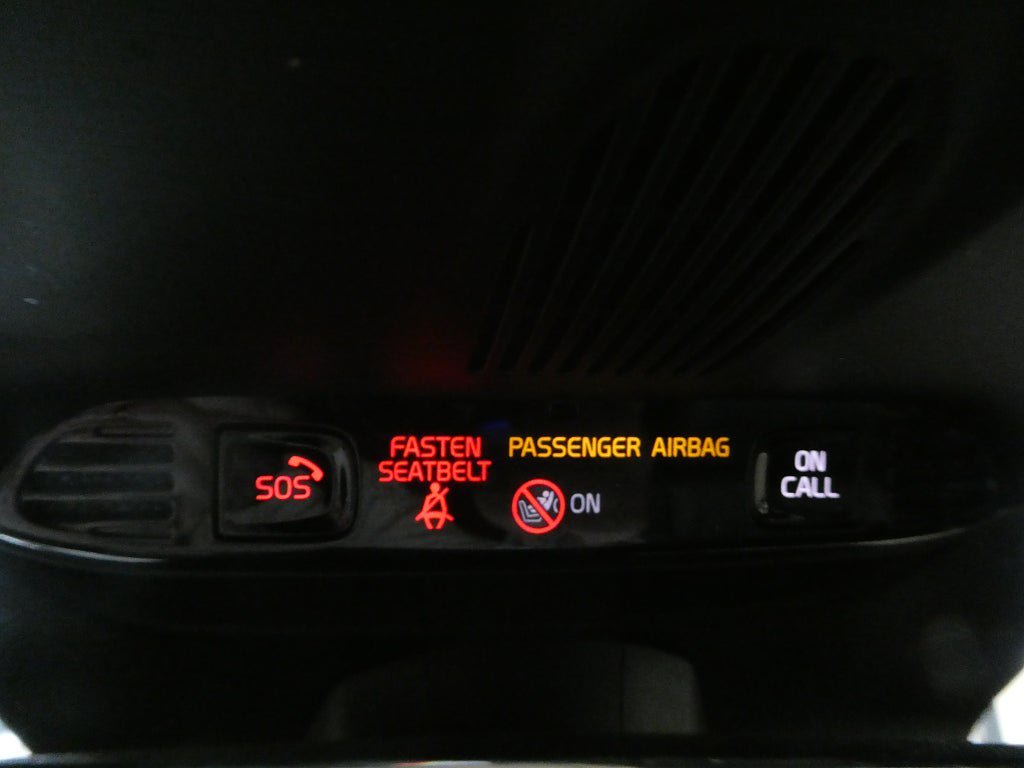 SOS
FASTEN
SEATBELT
PASSENGER AIRBAG
ON
ON
CALL